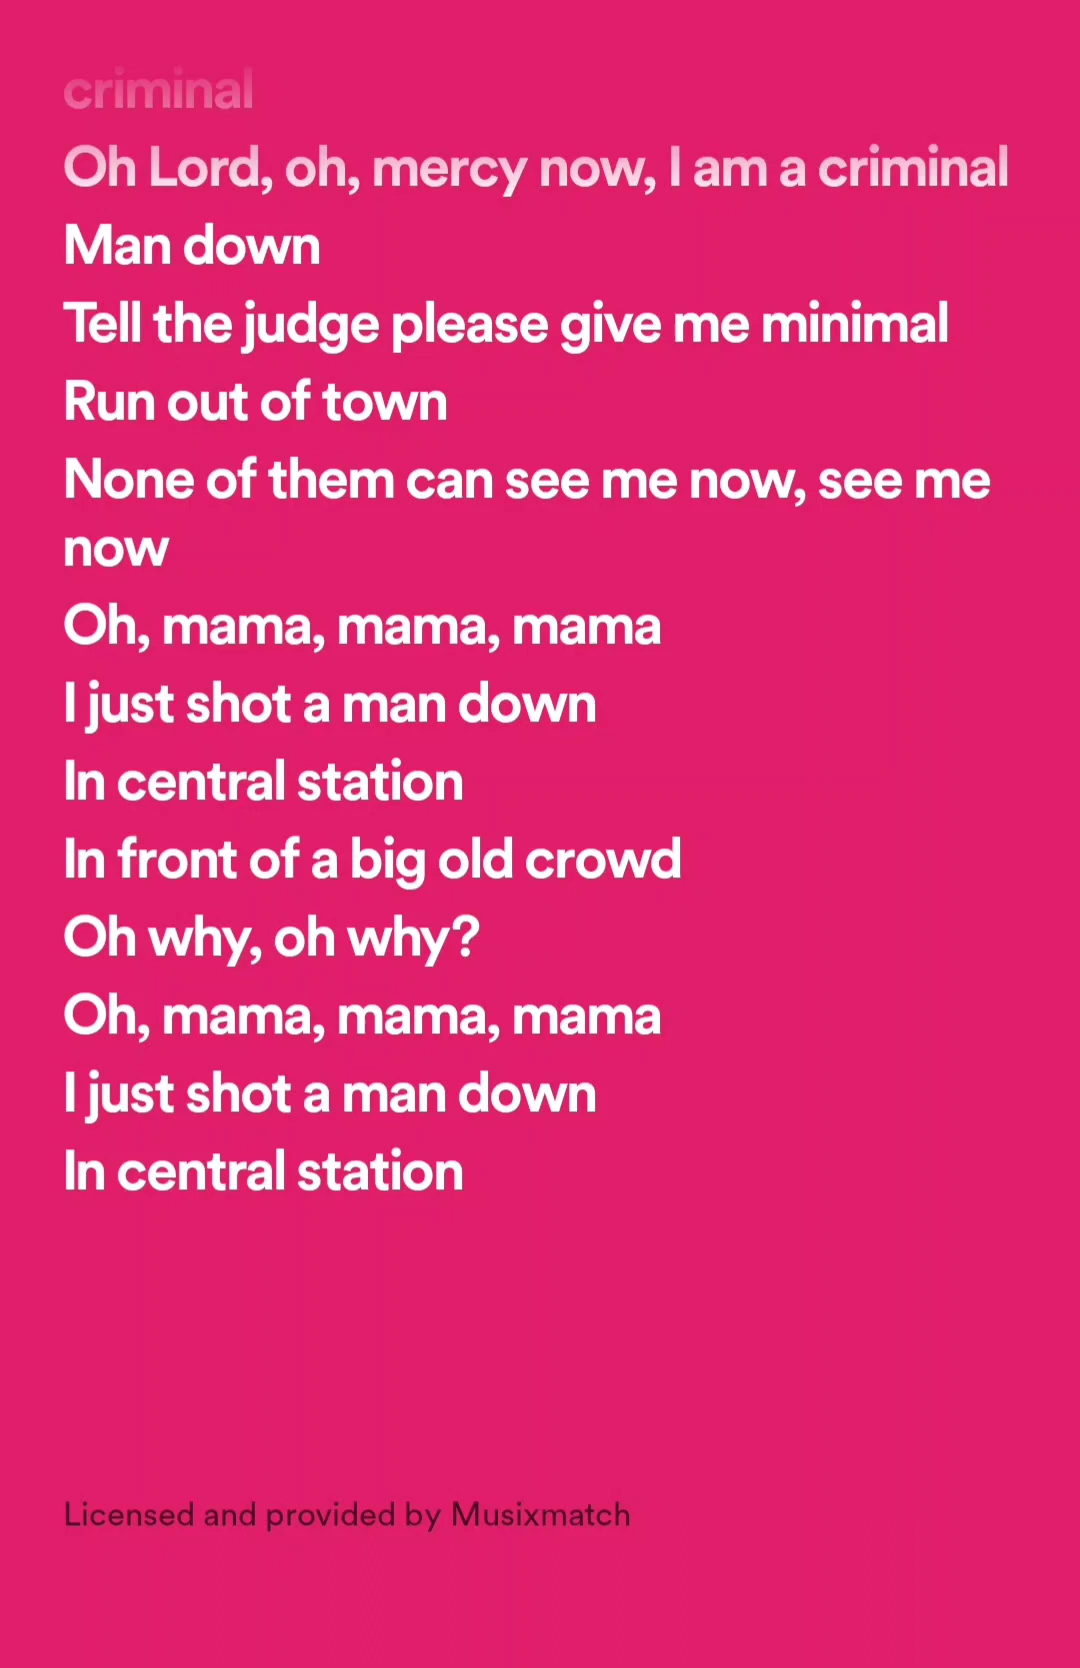 criminal
Oh Lord, oh, mercy now, I am a criminal
Man down
Tell the judge please give me minimal
Run out of town
None of them can see me now, see me
now
Oh, mama, mama, mama
I just shot a man down
In central station
In front of a big old crowd
Oh why, oh why?
Oh, mama, mama, mama
I just shot a man down
In central station
Licensed and provided by Musixmatch